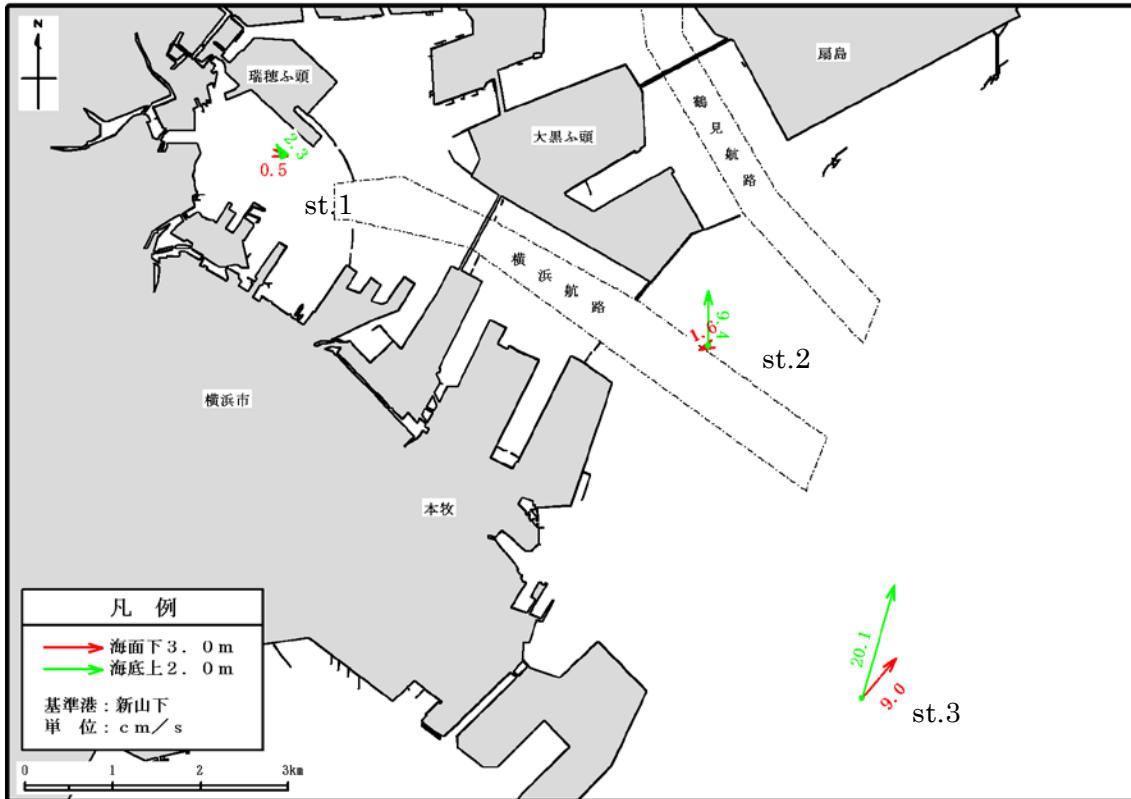 N
扇島
瑞穂ふ頭
大黒ふ頭
鶴見航路
2.3
0.5
st.1
横浜航路
9.4
1.6
st.2
横浜市
本牧
20.1
9.0
st.3
凡 例
海面下3.0m
海底上2.0m
基準港:新山下
単 位:cm/s
0 1 2 3km